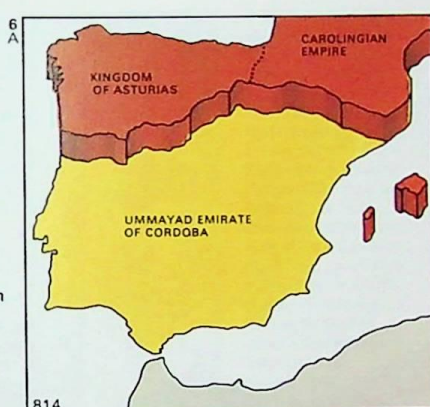 6
A
CAROLINGIAN
EMPIRE
KINGDOM
OF ASTURIAS
UMMAYAD EMIRATE
OF CORDOBA
n
814